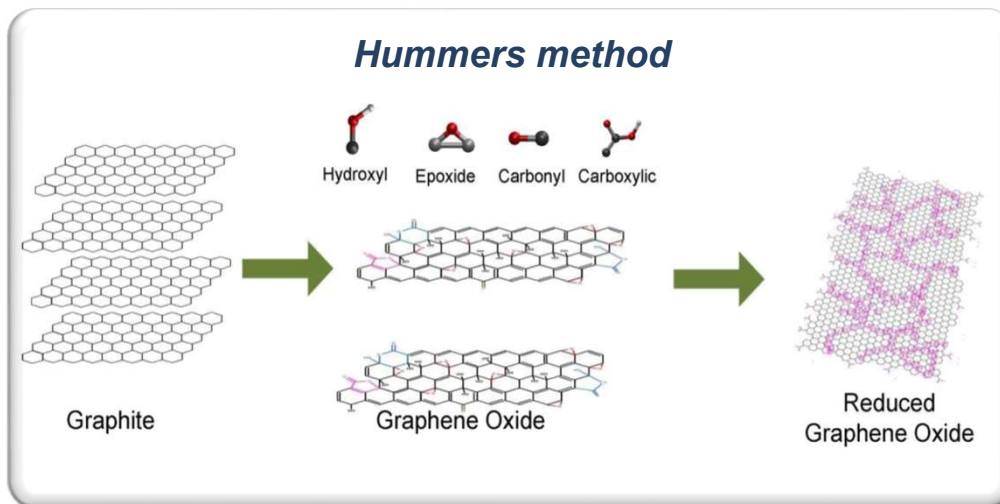 Hummers method
Hydroxyl Epoxide Carbonyl Carboxylic
Graphite
Graphene Oxide
Reduced
Graphene Oxide